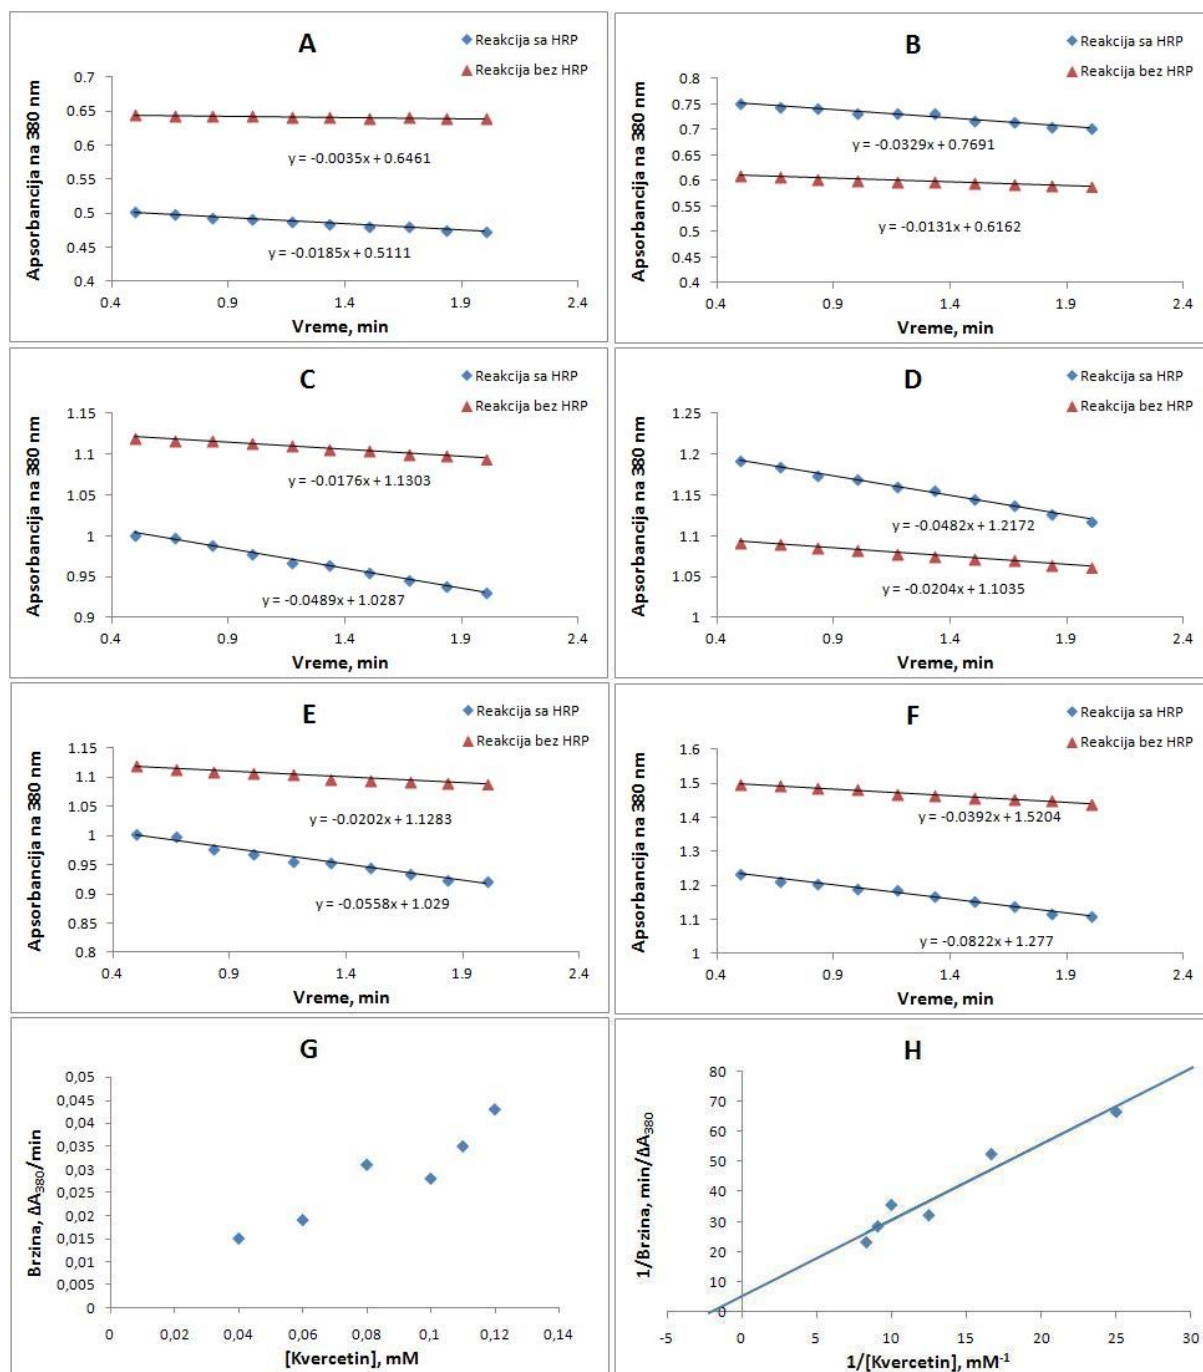 A
Reakcija sa HRP
Reakcija bez HRP
Apsorbancija na 380 nm
0.7
0.65
0.6
0.55
0.5
0.45
0.4
y = -0.0035x + 0.6461
y = -0.0185x + 0.5111
0.4 0.9 1.4 1.9 2.4
Vreme, min
B
Reakcija sa HRP
Reakcija bez HRP
Apsorbancija na 380 nm
0.8
0.75
0.7
0.65
0.6
0.55
0.5
0.45
0.4
y = -0.0329x + 0.7691
y = -0.0131x + 0.6162
0.4 0.9 1.4 1.9 2.4
Vreme, min
C
Reakcija sa HRP
Reakcija bez HRP
Apsorbancija na 380 nm
1.15
1.1
1.05
1
0.95
0.9
y = -0.0176x + 1.1303
y = -0.0489x + 1.0287
0.4 0.9 1.4 1.9 2.4
Vreme, min
D
Reakcija sa HRP
Reakcija bez HRP
Apsorbancija na 380 nm
1.25
1.2
1.15
1.1
1.05
1
y = -0.0482x + 1.2172
y = -0.0204x + 1.1035
0.4 0.9 1.4 1.9 2.4
Vreme, min
E
Reakcija sa HRP
Reakcija bez HRP
Apsorbancija na 380 nm
1.15
1.1
1.05
1
0.95
0.9
0.85
0.8
y = -0.0202x + 1.1283
y = -0.0558x + 1.029
0.4 0.9 1.4 1.9 2.4
Vreme, min
F
Reakcija sa HRP
Reakcija bez HRP
Apsorbancija na 380 nm
1.6
1.5
1.4
1.3
1.2
1.1
1
y = -0.0392x + 1.5204
y = -0.0822x + 1.277
0.4 0.9 1.4 1.9 2.4
Vreme, min
G
Brzina, ΔA₃₈₀/min
0,05
0,045
0,04
0,035
0,03
0,025
0,02
0,015
0,01
0,005
0
0 0,02 0,04 0,06 0,08 0,1 0,12 0,14
[Kvercetin], mM
H
1/Brzina, min/ΔA₃₈₀
80
70
60
50
40
30
20
10
0
-5 0 5 10 15 20 25 30
1/[Kvercetin], mM⁻¹